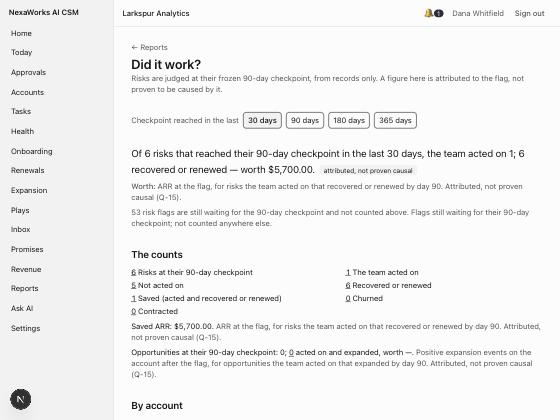 NexaWorks AI CSM
Larkspur Analytics
🔔 1
Dana Whitfield
Sign out
Home
Today
Approvals
Accounts
Tasks
Health
Onboarding
Renewals
Expansion
Plays
Inbox
Promises
Revenue
Reports
Ask AI
Settings
N
← Reports
Did it work?
Risks are judged at their frozen 90-day checkpoint, from records only. A figure here is attributed to the flag, not
proven to be caused by it.
Checkpoint reached in the last 30 days 90 days 180 days 365 days
Of 6 risks that reached their 90-day checkpoint in the last 30 days, the team acted on 1; 6
recovered or renewed — worth $5,700.00. attributed, not proven causal
Worth: ARR at the flag, for risks the team acted on that recovered or renewed by day 90. Attributed, not proven
causal (Q-15).
53 risk flags are still waiting for the 90-day checkpoint and not counted above. Flags still waiting for their 90-day
checkpoint; not counted anywhere else.
The counts
6 Risks at their 90-day checkpoint
1 The team acted on
5 Not acted on
6 Recovered or renewed
1 Saved (acted and recovered or renewed)
0 Churned
0 Contracted
Saved ARR: $5,700.00. ARR at the flag, for risks the team acted on that recovered or renewed by day 90. Attributed,
not proven causal (Q-15).
Opportunities at their 90-day checkpoint: 0; 0 acted on and expanded, worth —. Positive expansion events on the
account after the flag, for opportunities the team acted on that expanded by day 90. Attributed, not proven causal
(Q-15).
By account